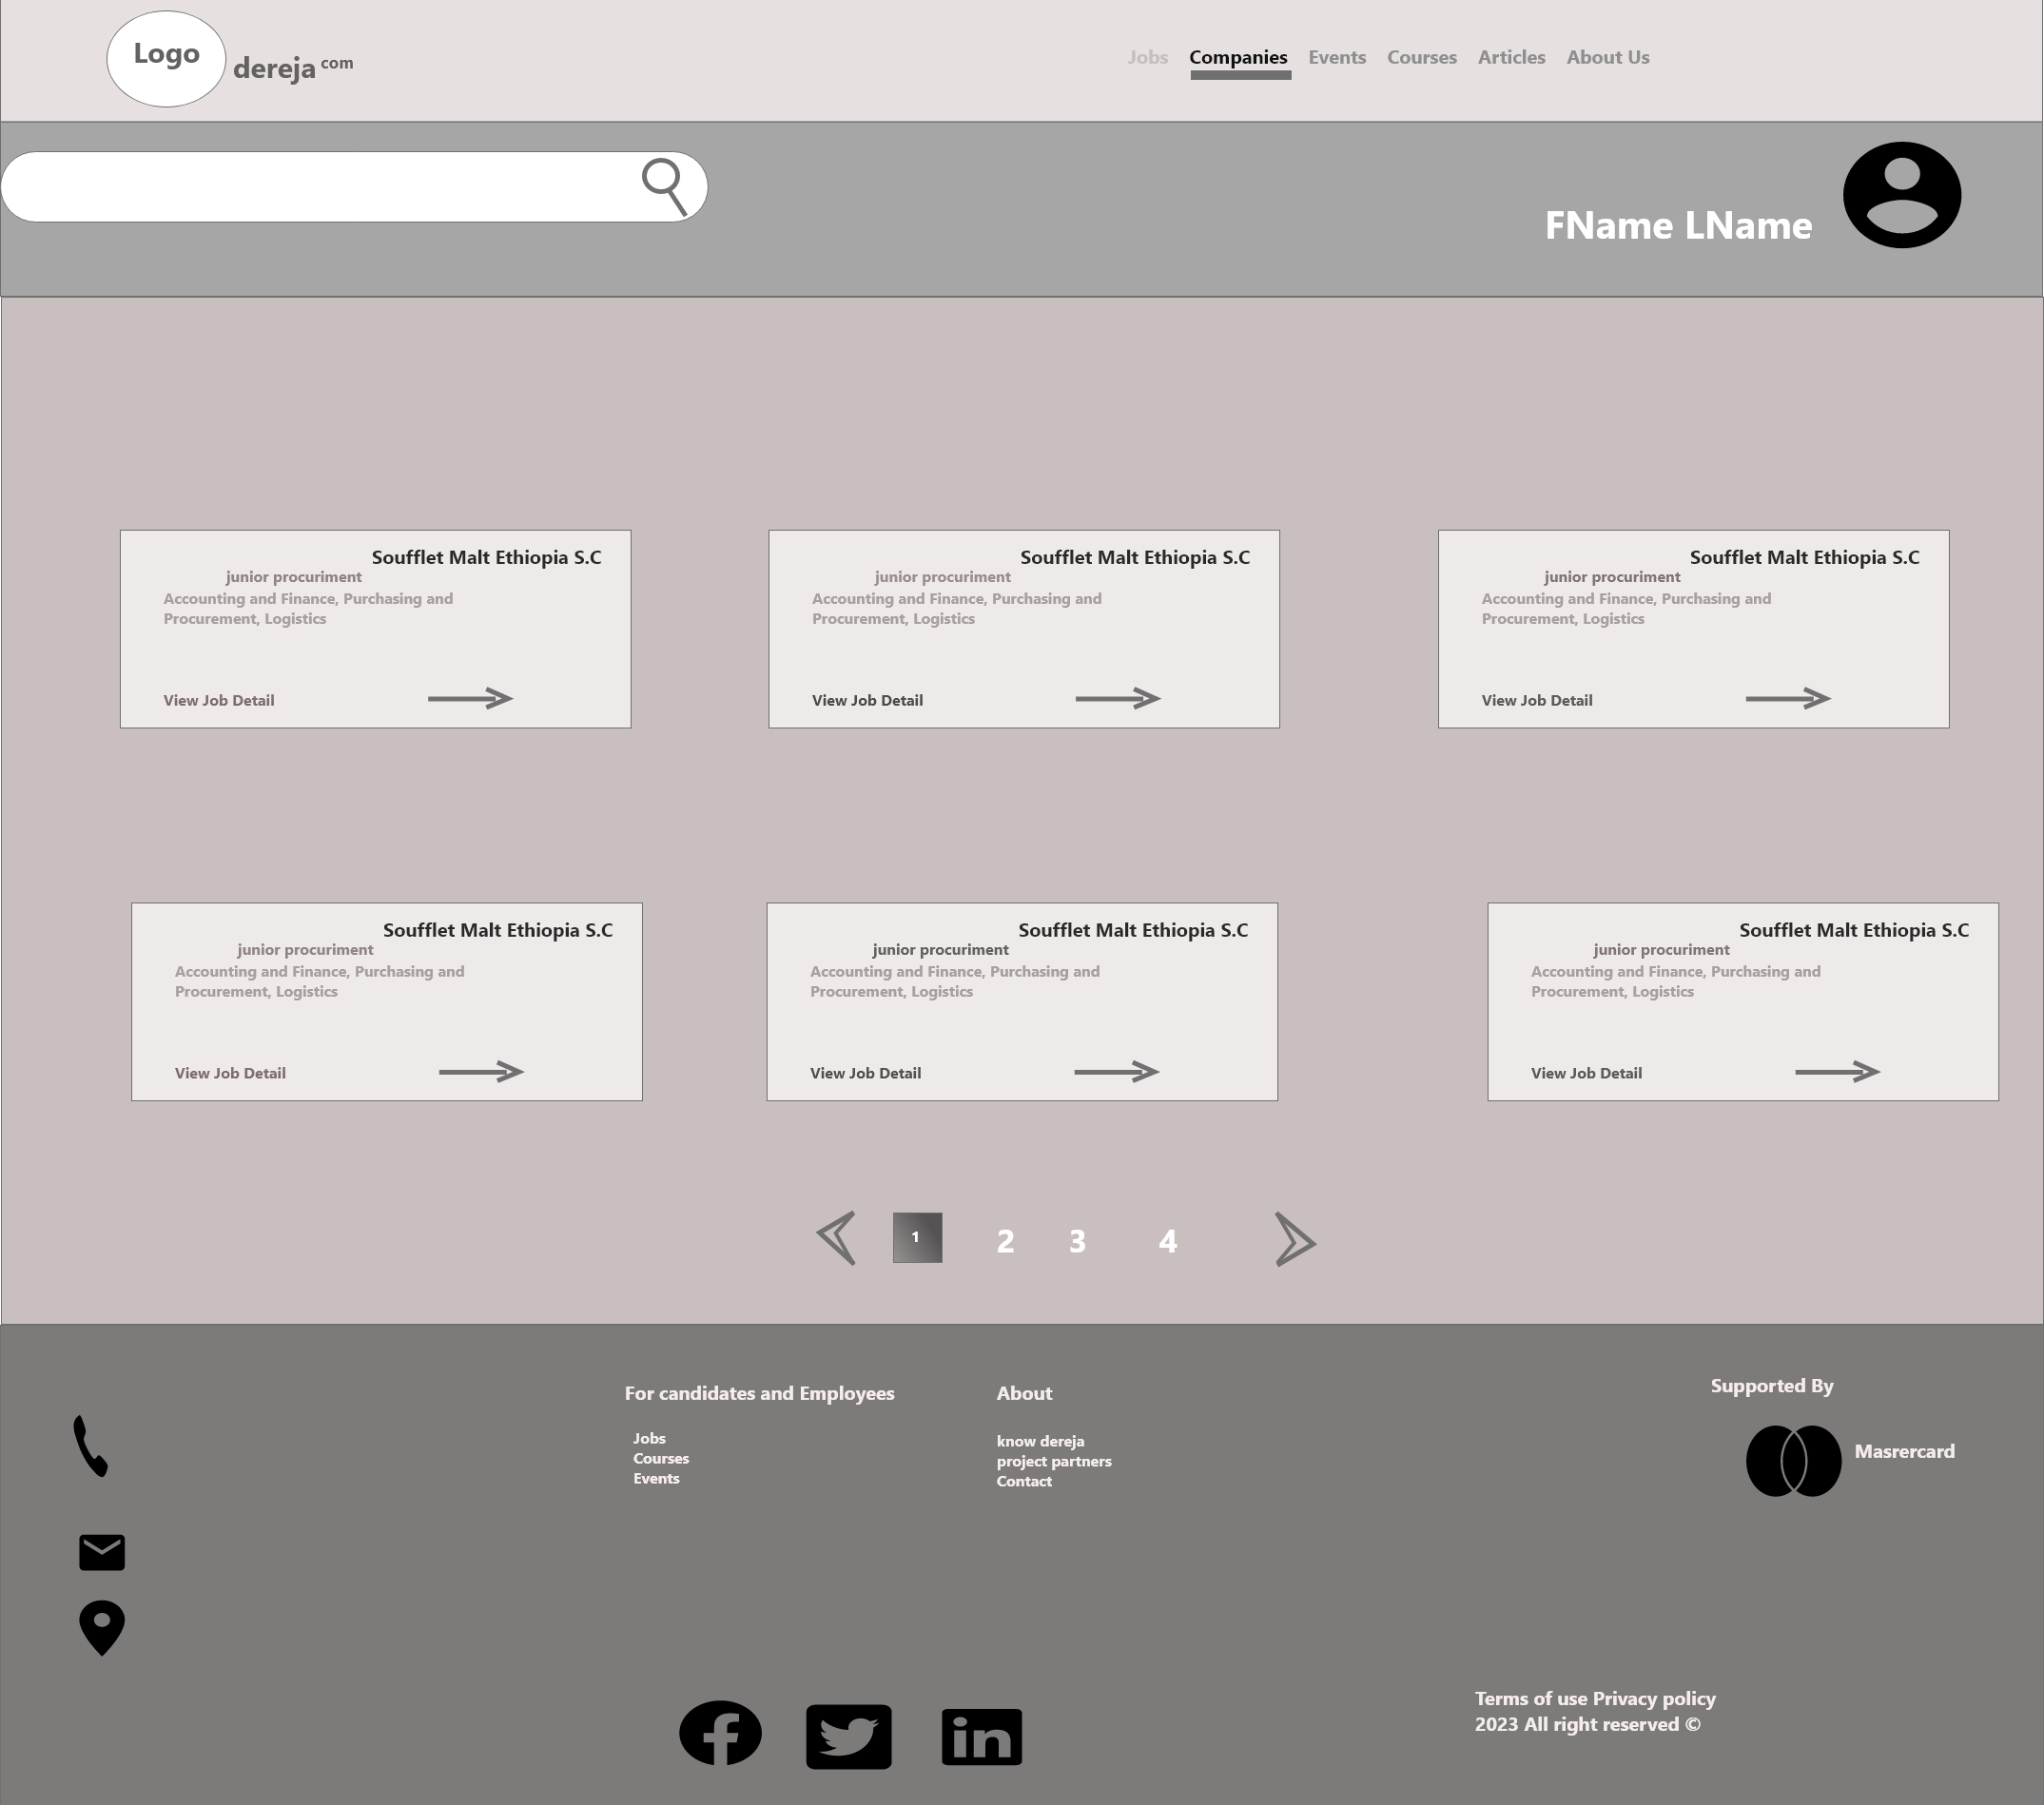 Logo
dereja com
Jobs Companies Events Courses Articles About Us
FName LName
Soufflet Malt Ethiopia S.C
junior procuriment
Accounting and Finance, Purchasing and
Procurement, Logistics
View Job Detail
Soufflet Malt Ethiopia S.C
junior procuriment
Accounting and Finance, Purchasing and
Procurement, Logistics
View Job Detail
Soufflet Malt Ethiopia S.C
junior procuriment
Accounting and Finance, Purchasing and
Procurement, Logistics
View Job Detail
Soufflet Malt Ethiopia S.C
junior procuriment
Accounting and Finance, Purchasing and
Procurement, Logistics
View Job Detail
Soufflet Malt Ethiopia S.C
junior procuriment
Accounting and Finance, Purchasing and
Procurement, Logistics
View Job Detail
Soufflet Malt Ethiopia S.C
junior procuriment
Accounting and Finance, Purchasing and
Procurement, Logistics
View Job Detail
1 2 3 4
For candidates and Employees
Jobs
Courses
Events
About
know dereja
project partners
Contact
Supported By
Masrercard
in
Terms of use Privacy policy
2023 All right reserved ©